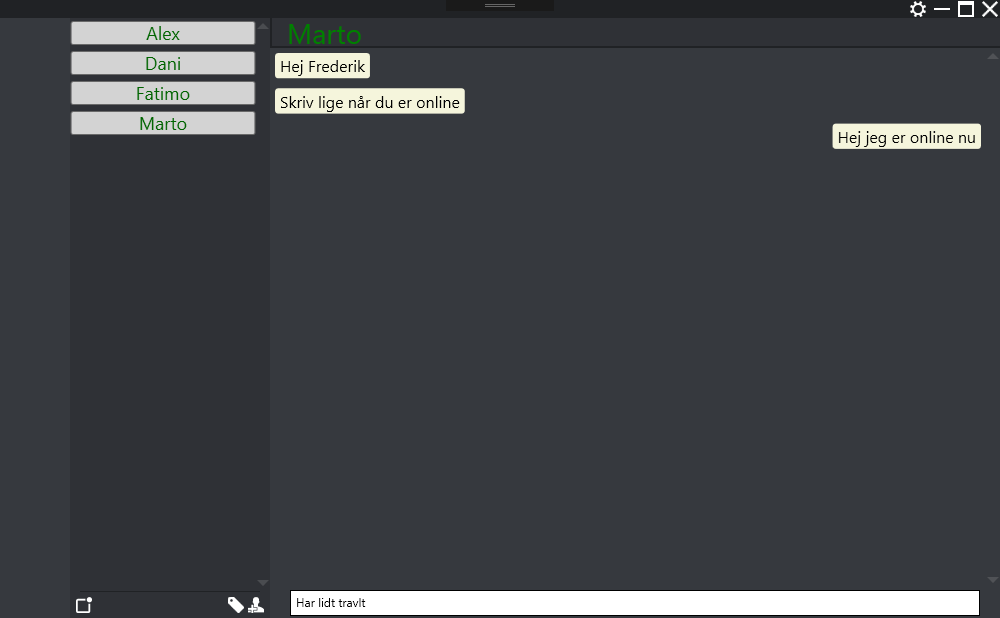 Alex
Dani
Fatimo
Marto
Marto
Hej Frederik
Skriv lige når du er online
Hej jeg er online nu
Har lidt travlt